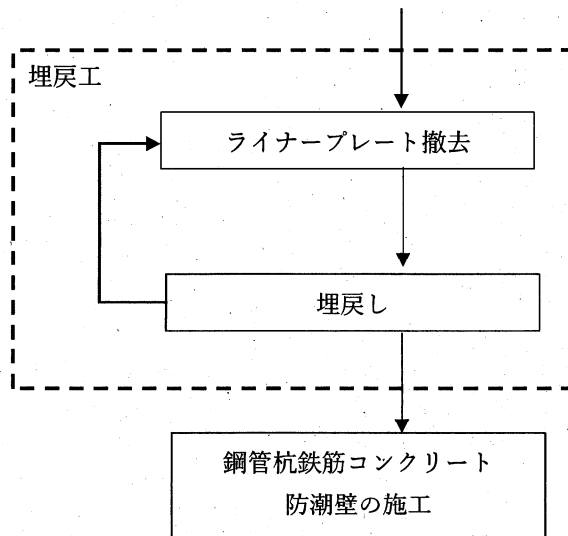 埋戻工
ライナープレート撤去
埋戻し
鋼管杭鉄筋コンクリート
防潮壁の施工